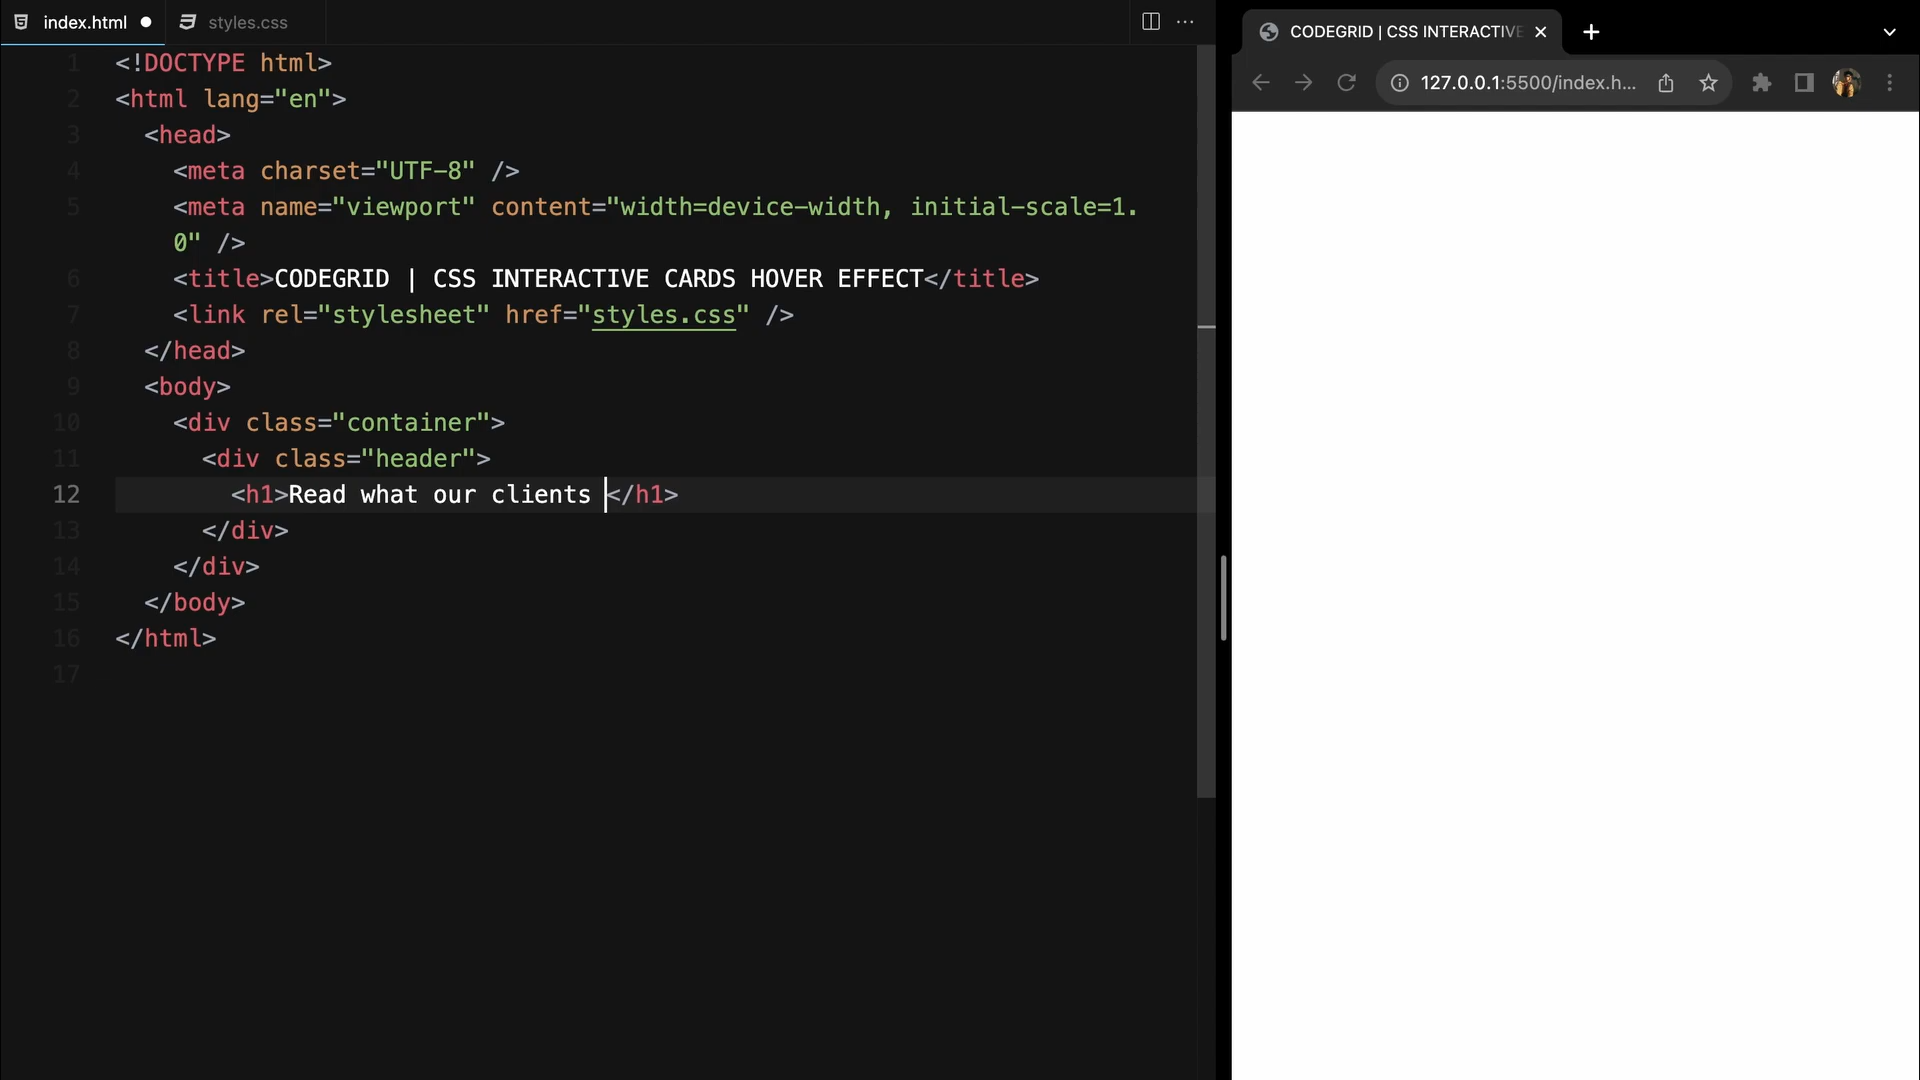 index.html
styles.css
1 <!DOCTYPE html>
2 <html lang="en">
3 <head>
4 <meta charset="UTF-8" />
5 <meta name="viewport" content="width=device-width, initial-scale=1.
0" />
6 <title>CODEGRID | CSS INTERACTIVE CARDS HOVER EFFECT</title>
7 <link rel="stylesheet" href="styles.css" />
8 </head>
9 <body>
10 <div class="container">
11 <div class="header">
12 <h1>Read what our clients </h1>
13 </div>
14 </div>
15 </body>
16 </html>
17
CODEGRID | CSS INTERACTIVE
127.0.0.1:5500/index.h...